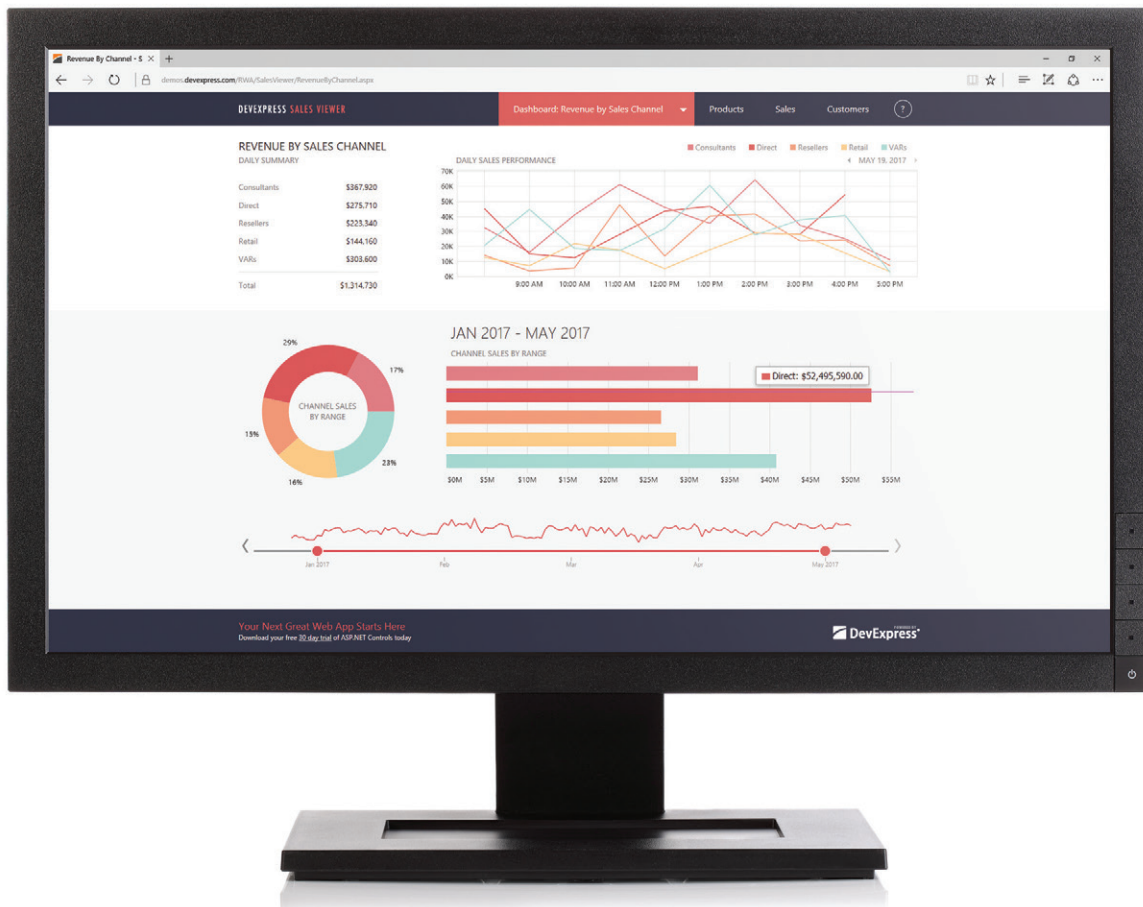 Revenue By Channel - S
demos.devexpress.com/RWA/SalesViewer/RevenueByChannel.aspx
DEVEXPRESS SALES VIEWER
Dashboard: Revenue by Sales Channel
Products
Sales
Customers
?
REVENUE BY SALES CHANNEL
DAILY SUMMARY
Consultants $367,920
Direct $275,710
Resellers $223,340
Retail $144,160
VARs $303,600
Total $1,314,730
Consultants Direct Resellers Retail VARs
DAILY SALES PERFORMANCE
MAY 19, 2017
70K
60K
50K
40K
30K
20K
10K
0K
9:00 AM 10:00 AM 11:00 AM 12:00 PM 1:00 PM 2:00 PM 3:00 PM 4:00 PM 5:00 PM
29%
17%
CHANNEL SALES
BY RANGE
15%
23%
16%
JAN 2017 - MAY 2017
CHANNEL SALES BY RANGE
Direct: $52,495,590.00
$0M $5M $10M $15M $20M $25M $30M $35M $40M $45M $50M $55M
Jan 2017 Feb Mar Apr May 2017
Your Next Great Web App Starts Here
Download your free 30 day trial of ASP.NET Controls today
POWERED BY
DevExpress